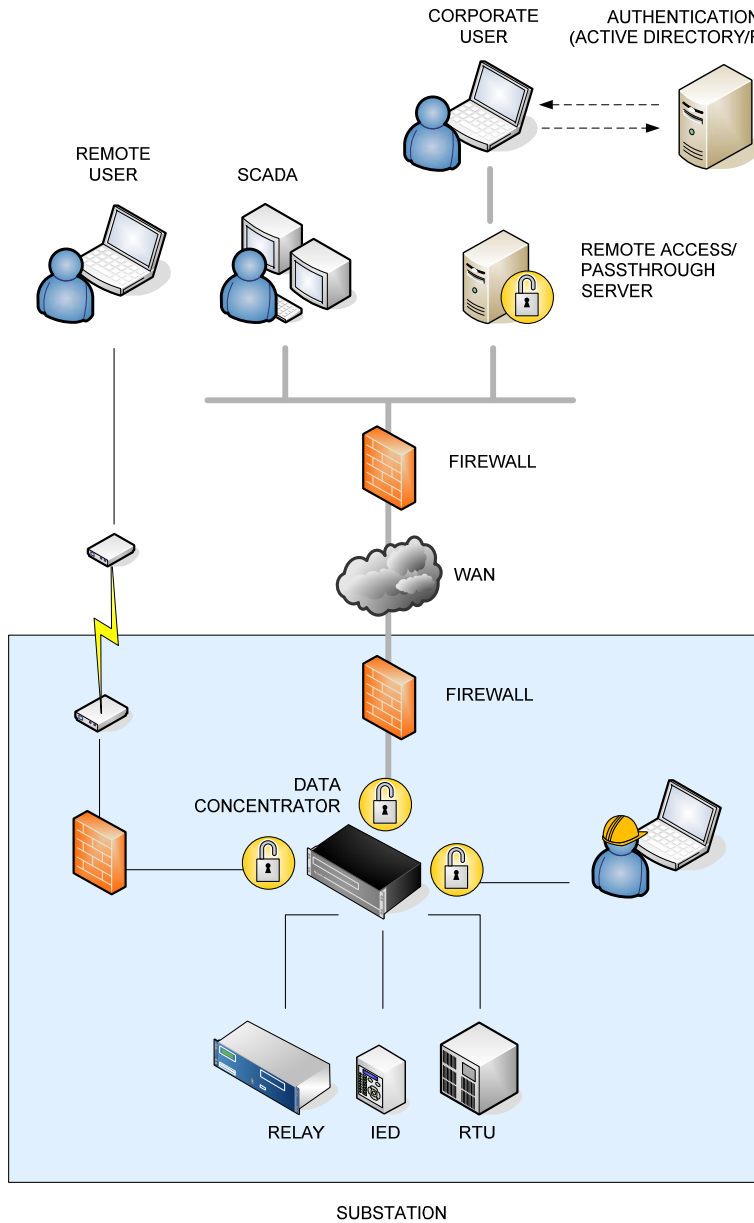 CORPORATE
USER
AUTHENTICATION
(ACTIVE DIRECTORY/
REMOTE
USER
SCADA
REMOTE ACCESS/
PASSTHROUGH
SERVER
FIREWALL
WAN
FIREWALL
DATA
CONCENTRATOR
RELAY
IED
RTU
SUBSTATION